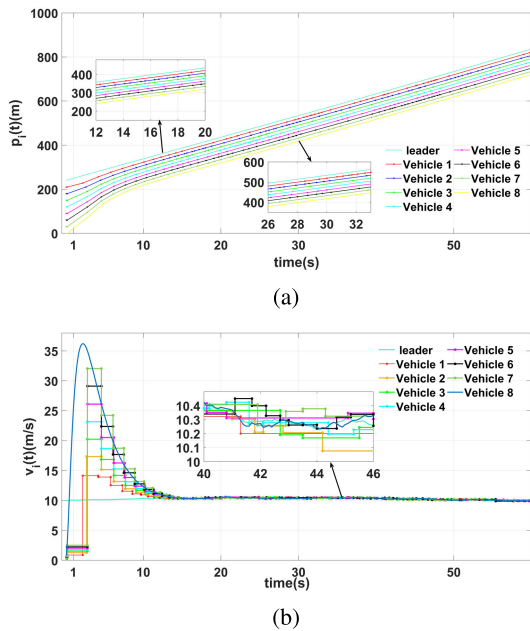 1000
800
600
400
200
0
p_i(t)(m)
400
300
200
12 14 16 18 20
600
500
400
26 28 30 32
leader
Vehicle 1
Vehicle 2
Vehicle 3
Vehicle 4
Vehicle 5
Vehicle 6
Vehicle 7
Vehicle 8
1 10 30 50
time(s)
(a)
35
30
25
20
15
10
5
0
v_i(t)(m/s)
leader
Vehicle 1
Vehicle 2
Vehicle 3
Vehicle 4
Vehicle 5
Vehicle 6
Vehicle 7
Vehicle 8
10.4
10.3
10.2
10.1
10
40 42 44 46
1 10 30 50
time(s)
(b)